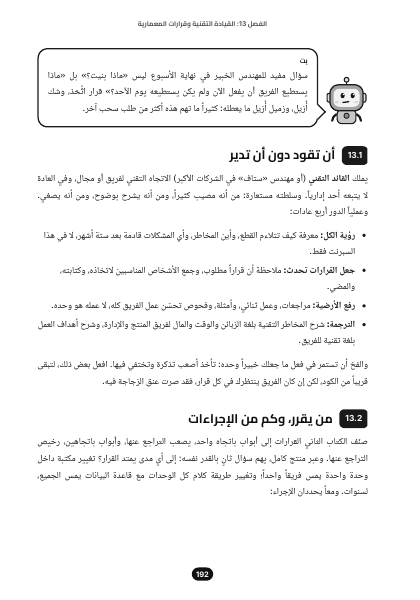 الفصل 13: القيادة التقنية وقرارات المعمارية
بِت
سؤال مفيد للمهندس الخبير في نهاية الأسبوع ليس «ماذا بنيت؟» بل «ماذا
يستطيع الفريق أن يفعل الآن ولم يكن يستطيعه يوم الأحد؟» قرار اتُّخذ، وشك
أُزيل، وزميل أُزيل ما يعطله: كثيراً ما تهم هذه أكثر من طلب سحب آخر.
13.1 أن تقود دون أن تدير
يملك القائد التقني (أو مهندس «ستاف» في الشركات الأكبر) الاتجاه التقني لفريق أو مجال، وفي العادة
لا يتبعه أحد إدارياً. وسلطته مستعارة: من أنه مصيب كثيراً، ومن أنه يشرح بوضوح، ومن أنه يصغي.
وعملياً الدور أربع عادات:
• رؤية الكل: معرفة كيف تتلاءم القطع، وأين المخاطر، وأي المشكلات قادمة بعد ستة أشهر، لا في هذا
السبرنت فقط.
• جعل القرارات تحدث: ملاحظة أن قراراً مطلوب، وجمع الأشخاص المناسبين لاتخاذه، وكتابته،
والمضي.
• رفع الأرضية: مراجعات، وعمل ثنائي، وأمثلة، وفحوص تحسّن عمل الفريق كله، لا عمله هو وحده.
• الترجمة: شرح المخاطر التقنية بلغة الزبائن والوقت والمال لفريق المنتج والإدارة، وشرح أهداف العمل
بلغة تقنية للفريق.
والفخ أن تستمر في فعل ما جعلك خبيراً وحده: تأخذ أصعب تذكرة وتختفي فيها. افعل بعض ذلك، لتبقى
قريباً من الكود، لكن إن كان الفريق ينتظرك في كل قرار، فقد صرت عنق الزجاجة فيه.
13.2 من يقرر، وكم من الإجراءات
صنّف الكتاب الثاني القرارات إلى أبواب باتجاه واحد، يصعب التراجع عنها، وأبواب باتجاهين، رخيص
التراجع عنها. وعبر منتج كامل، يهم سؤال ثانٍ بالقدر نفسه: إلى أي مدى يمتد القرار؟ تغيير مكتبة داخل
وحدة واحدة يمس فريقاً واحداً؛ وتغيير طريقة كلام كل الوحدات مع قاعدة البيانات يمس الجميع،
لسنوات. ومعاً يحددان الإجراء:
192